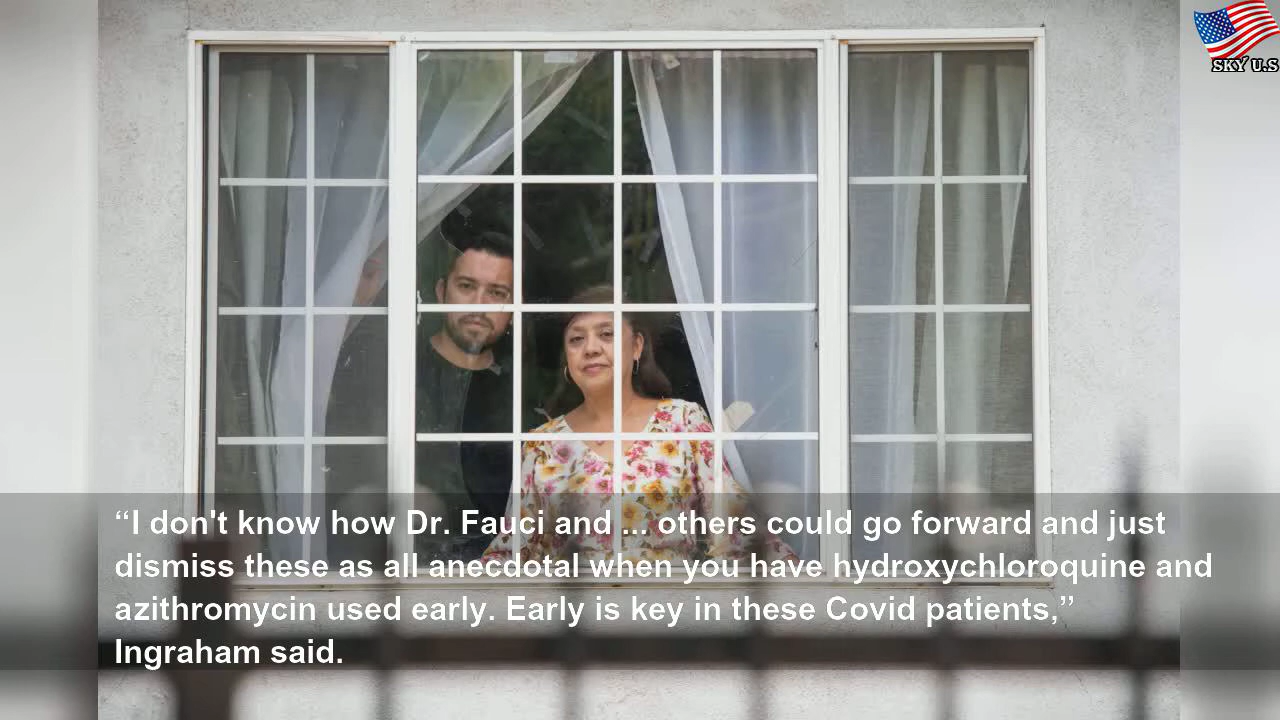 SKY U.S
“I don't know how Dr. Fauci and ... others could go forward and just
dismiss these as all anecdotal when you have hydroxychloroquine and
azithromycin used early. Early is key in these Covid patients,”
Ingraham said.